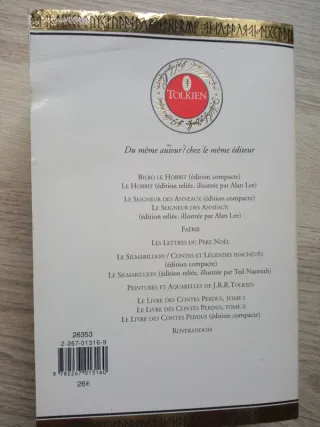 TOLKIEN
Du même auteur / chez le même éditeur
BILBO LE HOBBIT (édition compacte)
LE HOBBIT (édition reliée, illustrée par Alan Lee)
LE SEIGNEUR DES ANNEAUX (édition compacte)
LE SEIGNEUR DES ANNEAUX
(édition reliée, illustrée par Alan Lee)
FAËRIE
LES LETTRES DU PÈRE NOËL
LE SILMARILLION / CONTES ET LÉGENDES INACHEVÉS
(édition compacte)
LE SILMARILLION (édition reliée, illustrée par Ted Nasmith)
PEINTURES ET AQUARELLES DE J.R.R. TOLKIEN
LE LIVRE DES CONTES PERDUS, TOME I
LE LIVRE DES CONTES PERDUS, TOME II
LE LIVRE DES CONTES PERDUS (édition compacte)
ROVERANDOM
26353
2-267-01316-9
9 782267 013160
26€